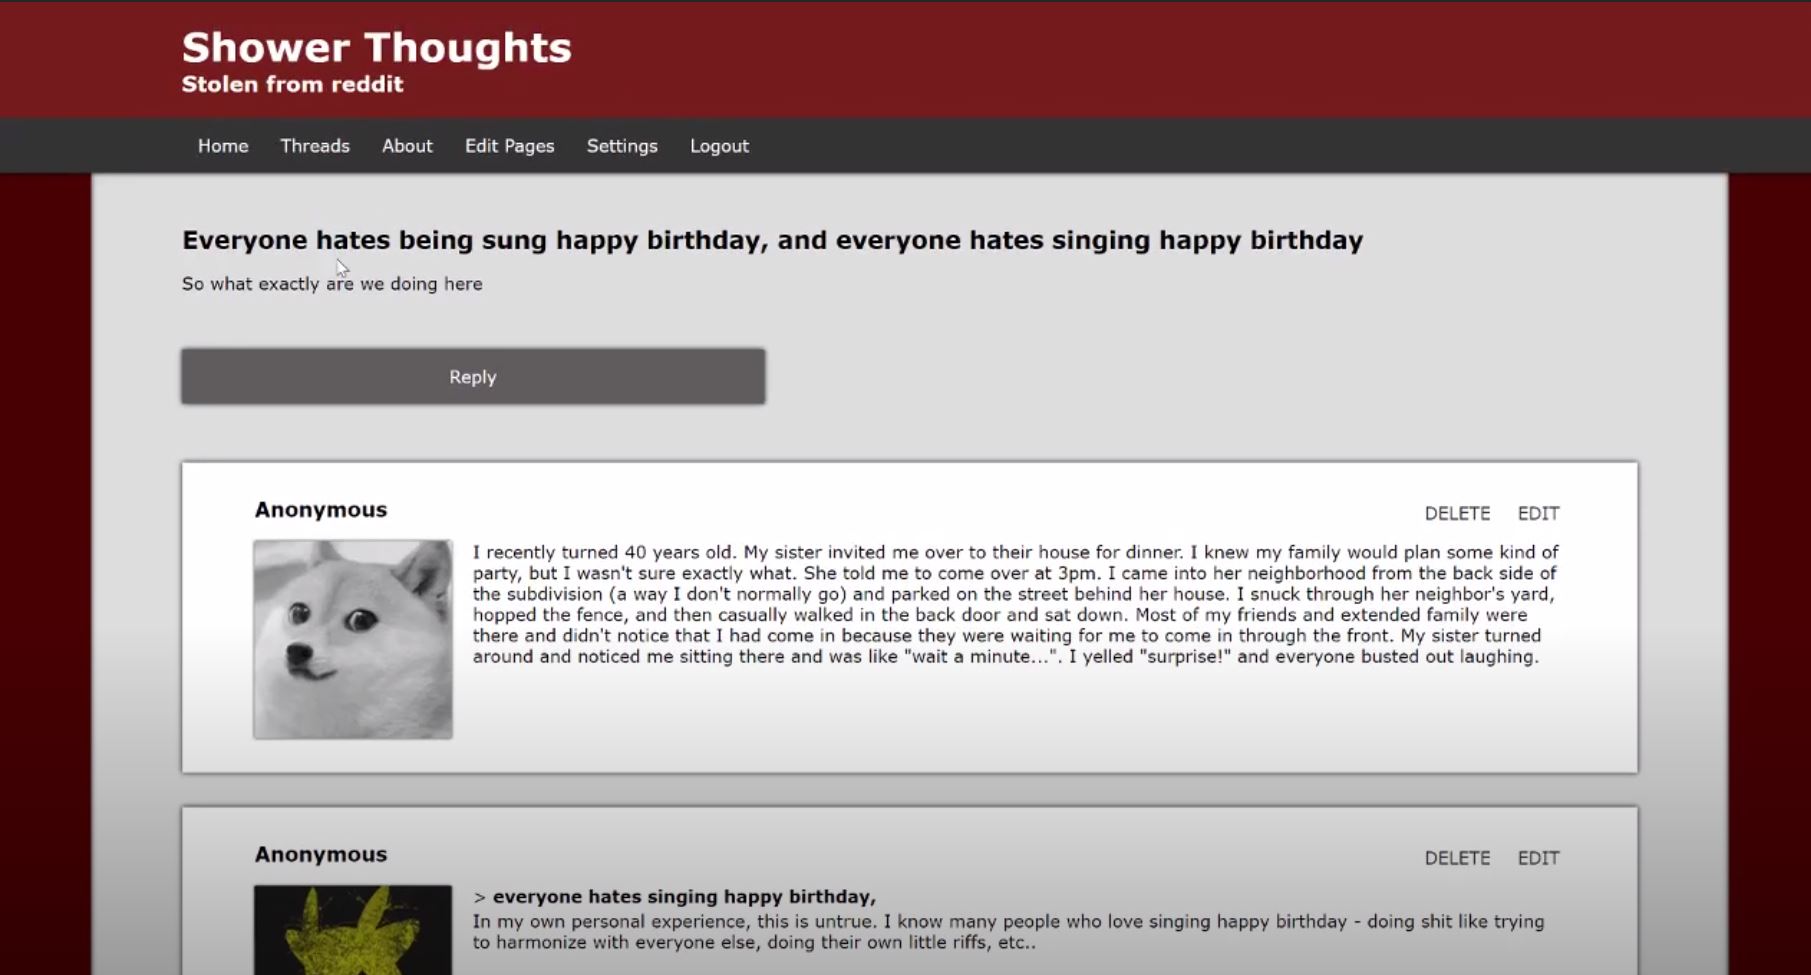 Shower Thoughts
Stolen from reddit
Home Threads About Edit Pages Settings Logout
Everyone hates being sung happy birthday, and everyone hates singing happy birthday
So what exactly are we doing here
Reply
Anonymous
DELETE EDIT
I recently turned 40 years old. My sister invited me over to their house for dinner. I knew my family would plan some kind of
party, but I wasn't sure exactly what. She told me to come over at 3pm. I came into her neighborhood from the back side of
the subdivision (a way I don't normally go) and parked on the street behind her house. I snuck through her neighbor's yard,
hopped the fence, and then casually walked in the back door and sat down. Most of my friends and extended family were
there and didn't notice that I had come in because they were waiting for me to come in through the front. My sister turned
around and noticed me sitting there and was like "wait a minute...". I yelled "surprise!" and everyone busted out laughing.
Anonymous
DELETE EDIT
> everyone hates singing happy birthday,
In my own personal experience, this is untrue. I know many people who love singing happy birthday - doing shit like trying
to harmonize with everyone else, doing their own little riffs, etc..